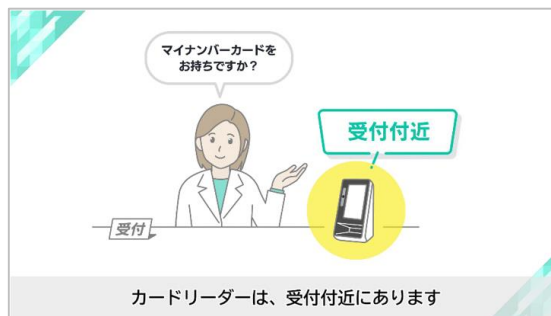 マイナンバーカードを
お持ちですか？
受付付近
受付
カードリーダーは、受付付近にあります